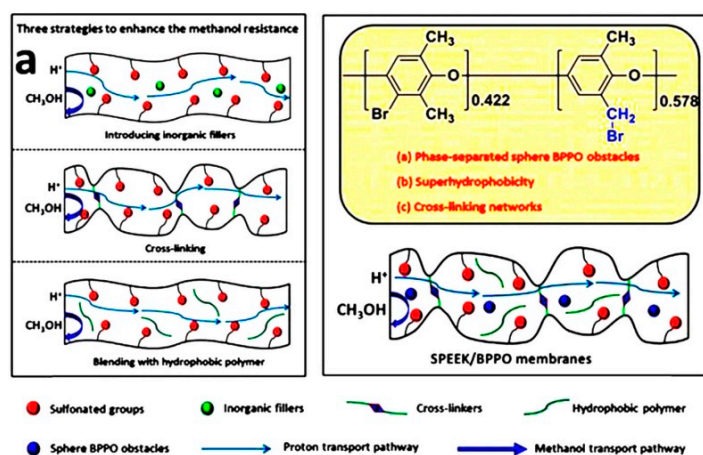 Three strategies to enhance the methanol resistance
a
H⁺
CH₃OH
Introducing inorganic fillers
H⁺
CH₃OH
Cross-linking
H⁺
CH₃OH
Blending with hydrophobic polymer
CH₃
CH₃
O
O
Br
CH₃
0.422
0.578
CH₂
Br
(a) Phase-separated sphere BPPO obstacles
(b) Superhydrophobicity
(c) Cross-linking networks
H⁺
CH₃OH
SPEEK/BPPO membranes
Sulfonated groups
Inorganic fillers
Cross-linkers
Hydrophobic polymer
Sphere BPPO obstacles
Proton transport pathway
Methanol transport pathway